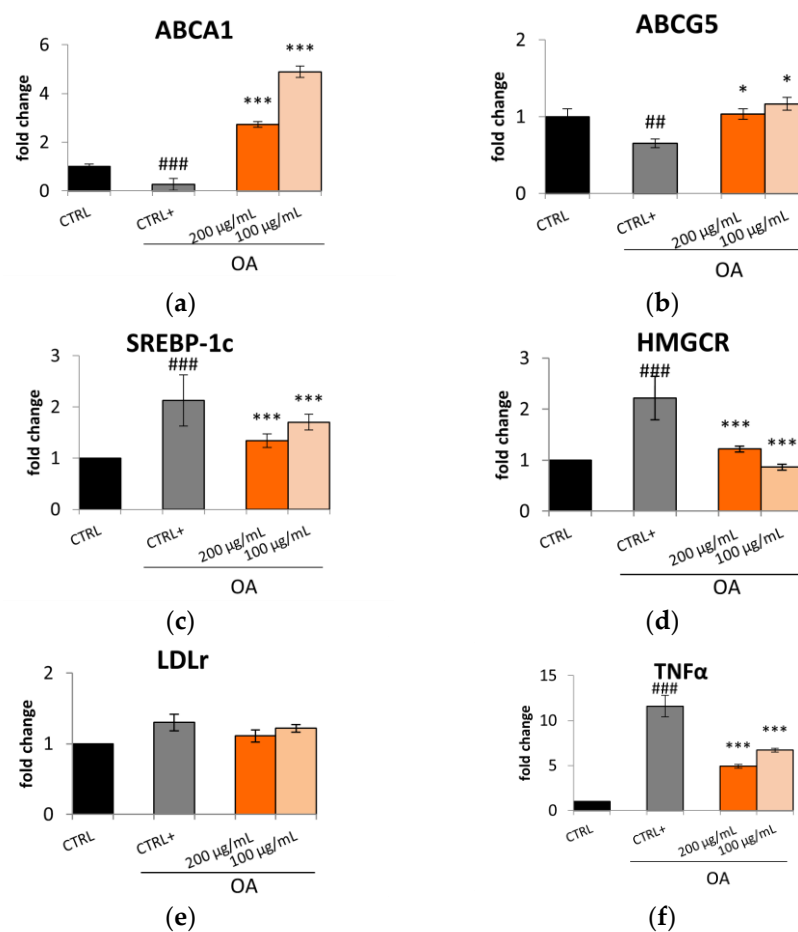 ABCA1
fold change
6
4
2
0
***
***
###
CTRL
CTRL+
200 µg/mL
100 µg/mL
OA
(a)
ABCG5
fold change
2
1
0
*
*
##
CTRL
CTRL+
200 µg/mL
100 µg/mL
OA
(b)
SREBP-1c
fold change
3
2
1
0
###
***
***
CTRL
CTRL+
200 µg/mL
100 µg/mL
OA
(c)
HMGCR
fold change
3
2
1
0
###
***
***
CTRL
CTRL+
200 µg/mL
100 µg/mL
OA
(d)
LDLr
fold change
2
1
0
CTRL
CTRL+
200 µg/mL
100 µg/mL
OA
(e)
TNFα
fold change
15
10
5
0
###
***
***
CTRL
CTRL+
200 µg/mL
100 µg/mL
OA
(f)